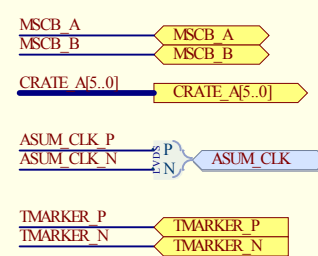 MSCB_A MSCB_A
MSCB_B MSCB_B
CRATE_A[5..0] CRATE_A[5..0]
ASUM_CLK_P P
ASUM_CLK_N N
LVDS
ASUM_CLK
TMARKER_P TMARKER_P
TMARKER_N TMARKER_N